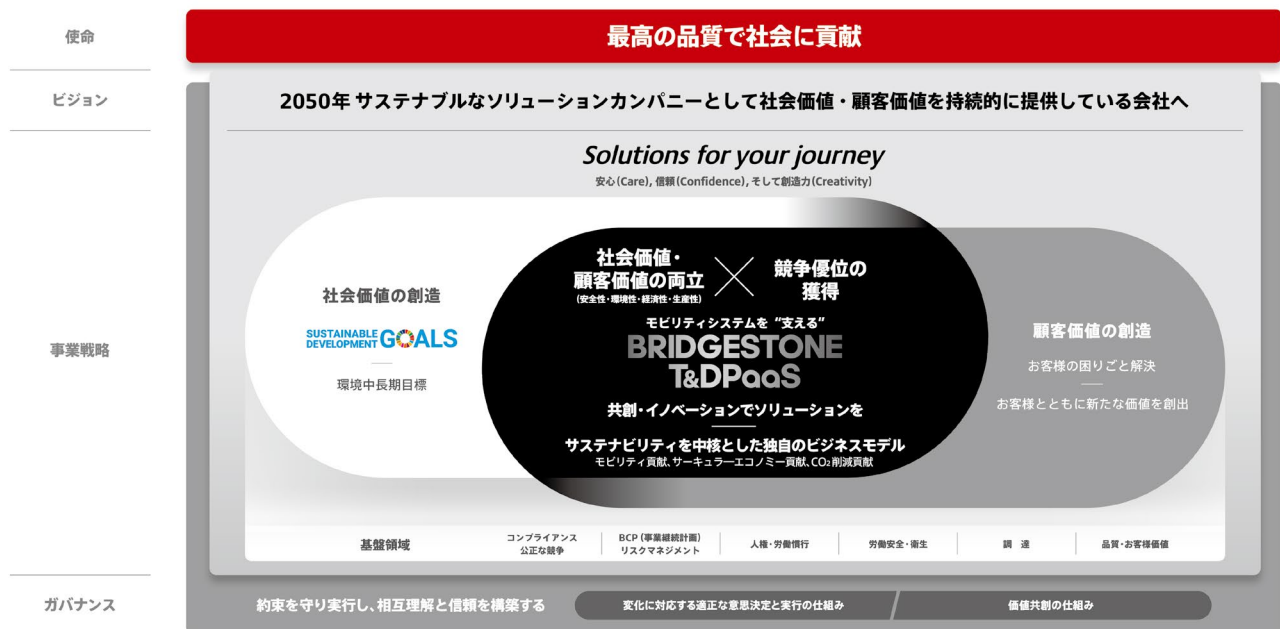 使命
最高の品質で社会に貢献
ビジョン
2050年 サステナブルなソリューションカンパニーとして社会価値・顧客価値を持続的に提供している会社へ
Solutions for your journey
安心(Care), 信頼(Confidence), そして創造力(Creativity)
事業戦略
社会価値の創造
SUSTAINABLE
DEVELOPMENT GOALS
環境中長期目標
社会価値・
顧客価値の両立
(安全性・環境性・経済性・生産性)
競争優位の
獲得
モビリティシステムを “支える“
BRIDGESTONE
T&DPaaS
共創・イノベーションでソリューションを
サステナビリティを中核とした独自のビジネスモデル
モビリティ貢献、サーキュラーエコノミー貢献、CO₂削減貢献
顧客価値の創造
お客様の困りごと解決
お客様とともに新たな価値を創出
基盤領域
コンプライアンス
公正な競争
BCP (事業継続計画)
リスクマネジメント
人権・労働慣行
労働安全・衛生
調 達
品質・お客様価値
ガバナンス
約束を守り実行し、相互理解と信頼を構築する
変化に対応する適正な意思決定と実行の仕組み
価値共創の仕組み